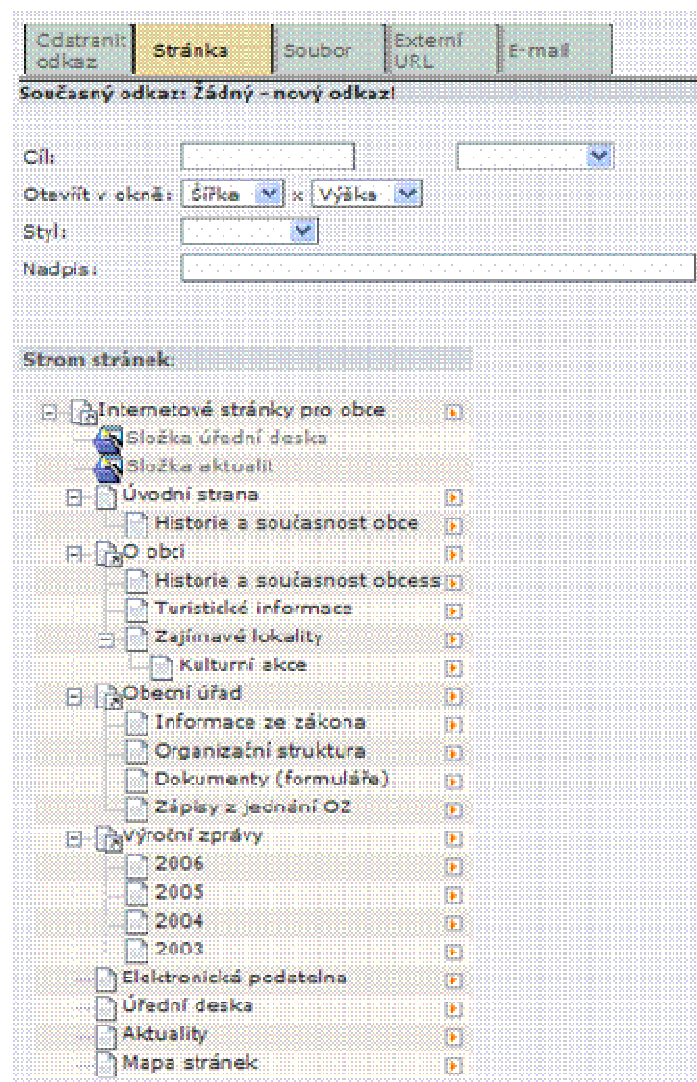 Odstranit odkaz
Stránka
Soubor
Externí URL
E-mail
Současný odkaz: Žádný - nový odkaz!
Cíl:
Otevřít v okně: Šířka x Výška
Styl:
Nadpis:
Strom stránek:
Internetové stránky pro obce
Složka úřední deska
Složka aktualit
Úvodní strana
Historie a současnost obce
O obci
Historie a současnost obcess
Turistické informace
Zajímavé lokality
Kulturní akce
Obecní úřad
Informace ze zákona
Organizační struktura
Dokumenty (formuláře)
Zápisy z jednání OZ
Výroční zprávy
2006
2005
2004
2003
Elektronická podatelna
Úřední deska
Aktuality
Mapa stránek